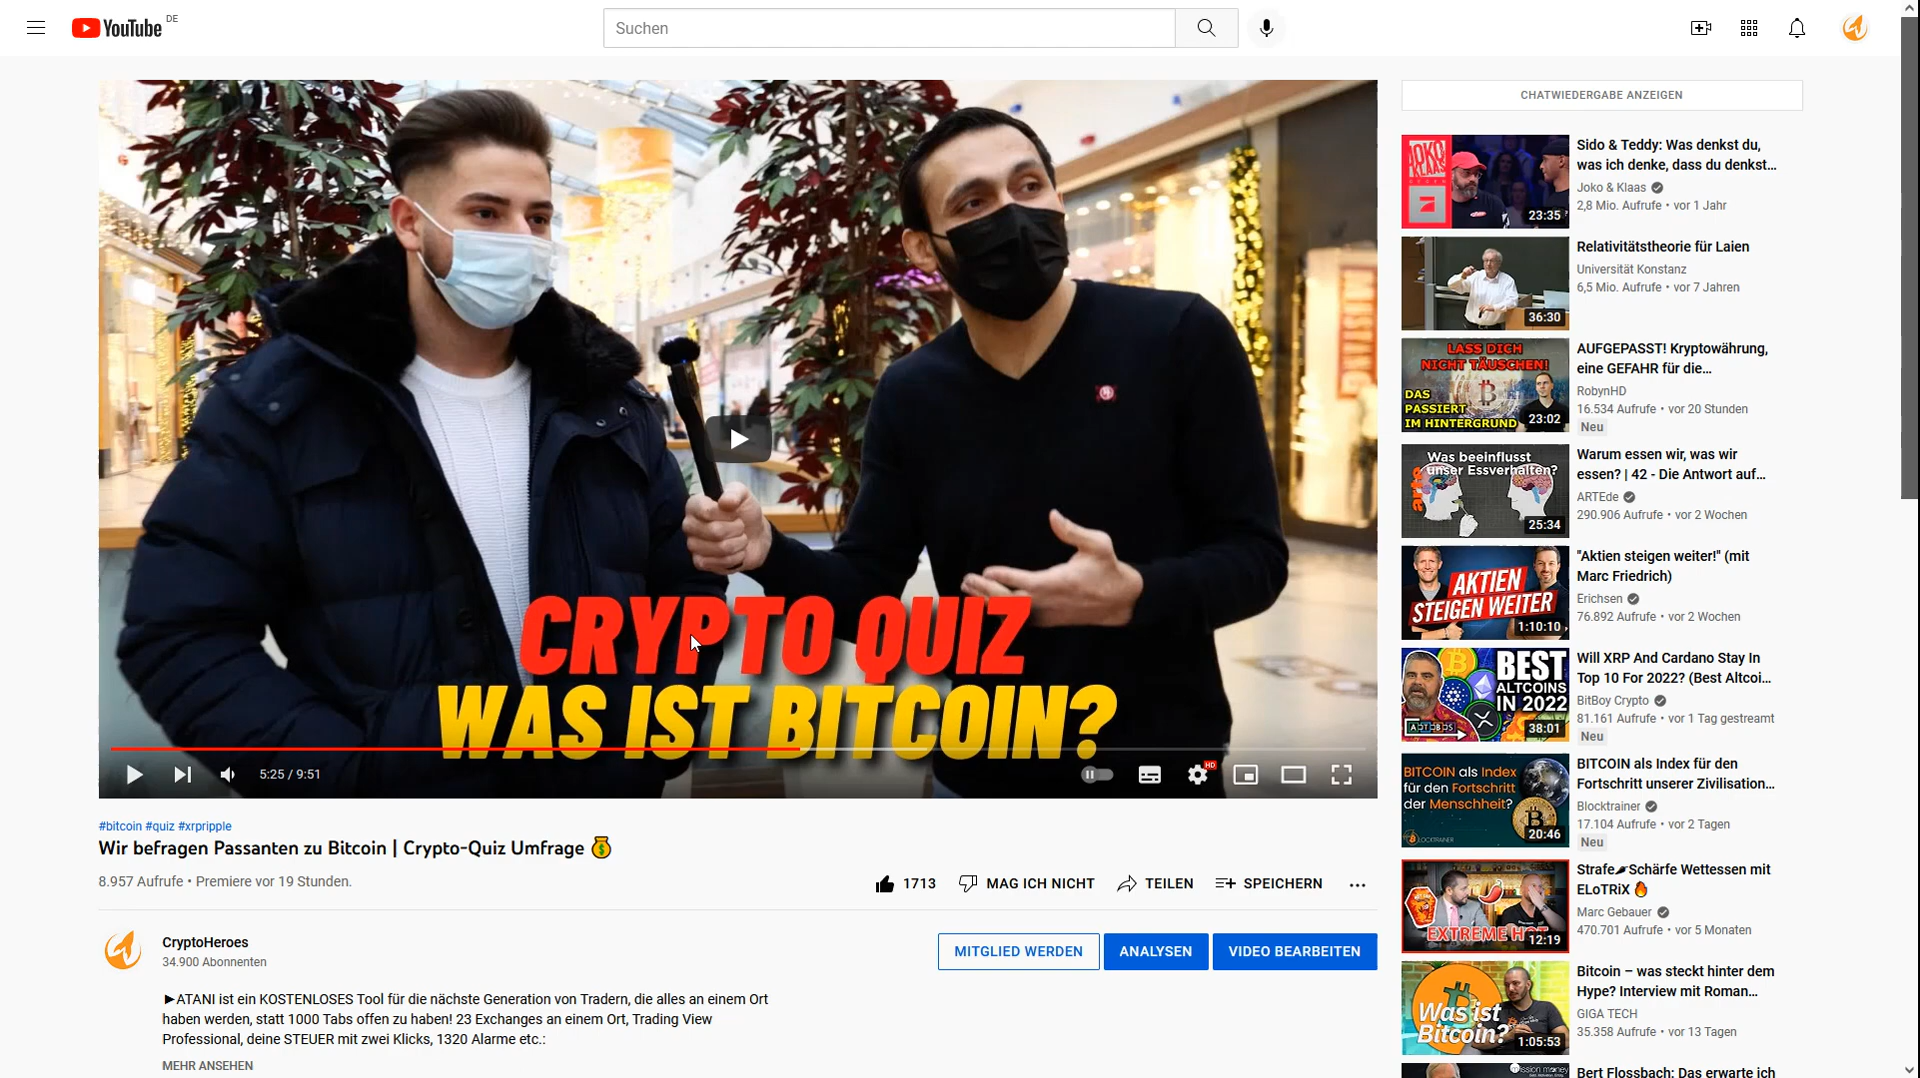 YouTube DE
Suchen
CRYPTO QUIZ
WAS IST BITCOIN?
5:25 / 9:51
HD
#bitcoin #quiz #xrpripple
Wir befragen Passanten zu Bitcoin | Crypto-Quiz Umfrage 💰
8.957 Aufrufe • Premiere vor 19 Stunden.
1713 MAG ICH NICHT TEILEN SPEICHERN
CryptoHeroes
34.900 Abonnenten
MITGLIED WERDEN ANALYSEN VIDEO BEARBEITEN
►ATANI ist ein KOSTENLOSES Tool für die nächste Generation von Tradern, die alles an einem Ort
haben werden, statt 1000 Tabs offen zu haben! 23 Exchanges an einem Ort, Trading View
Professional, deine STEUER mit zwei Klicks, 1320 Alarme etc.:
MEHR ANSEHEN
CHATWIEDERGABE ANZEIGEN
JOKO
KLAAS
23:35
Sido & Teddy: Was denkst du,
was ich denke, dass du denkst...
Joko & Klaas
2,8 Mio. Aufrufe • vor 1 Jahr
36:30
Relativitätstheorie für Laien
Universität Konstanz
6,5 Mio. Aufrufe • vor 7 Jahren
LASS DICH
NICHT TÄUSCHEN!
DAS
PASSIERT
IM HINTERGRUND
23:02
AUFGEPASST! Kryptowährung,
eine GEFAHR für die...
RobynHD
16.534 Aufrufe • vor 20 Stunden
Neu
Was beeinflusst
unser Essverhalten?
arte
25:34
Warum essen wir, was wir
essen? | 42 - Die Antwort auf...
ARTEde
290.906 Aufrufe • vor 2 Wochen
AKTIEN
STEIGEN WEITER
1:10:10
"Aktien steigen weiter!" (mit
Marc Friedrich)
Erichsen
76.892 Aufrufe • vor 2 Wochen
BEST
ALTCOINS
IN 2022
38:01
Will XRP And Cardano Stay In
Top 10 For 2022? (Best Altcoi...
BitBoy Crypto
81.161 Aufrufe • vor 1 Tag gestreamt
Neu
BITCOIN als Index
für den Fortschritt
der Menschheit?
BLOCKTRAINER
20:46
BITCOIN als Index für den
Fortschritt unserer Zivilisation...
Blocktrainer
17.104 Aufrufe • vor 2 Tagen
Neu
EXTREME HOT
12:19
Strafe🌶Schärfe Wettessen mit
ELoTRiX 🔥
Marc Gebauer
470.701 Aufrufe • vor 5 Monaten
Was ist
Bitcoin?
1:05:53
Bitcoin – was steckt hinter dem
Hype? Interview mit Roman...
GIGA TECH
35.358 Aufrufe • vor 13 Tagen
mission money
Bert Flossbach: Das erwarte ich